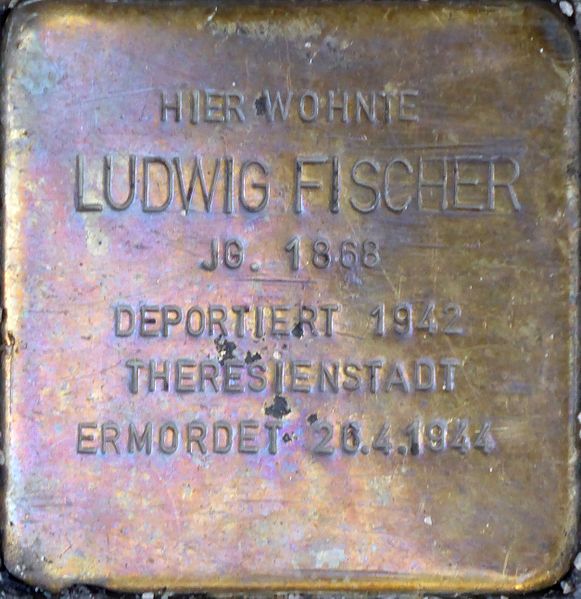 HIER WOHNTE
LUDWIG FISCHER
JG. 1868
DEPORTIERT 1942
THERESIENSTADT
ERMORDET 26.4.1944